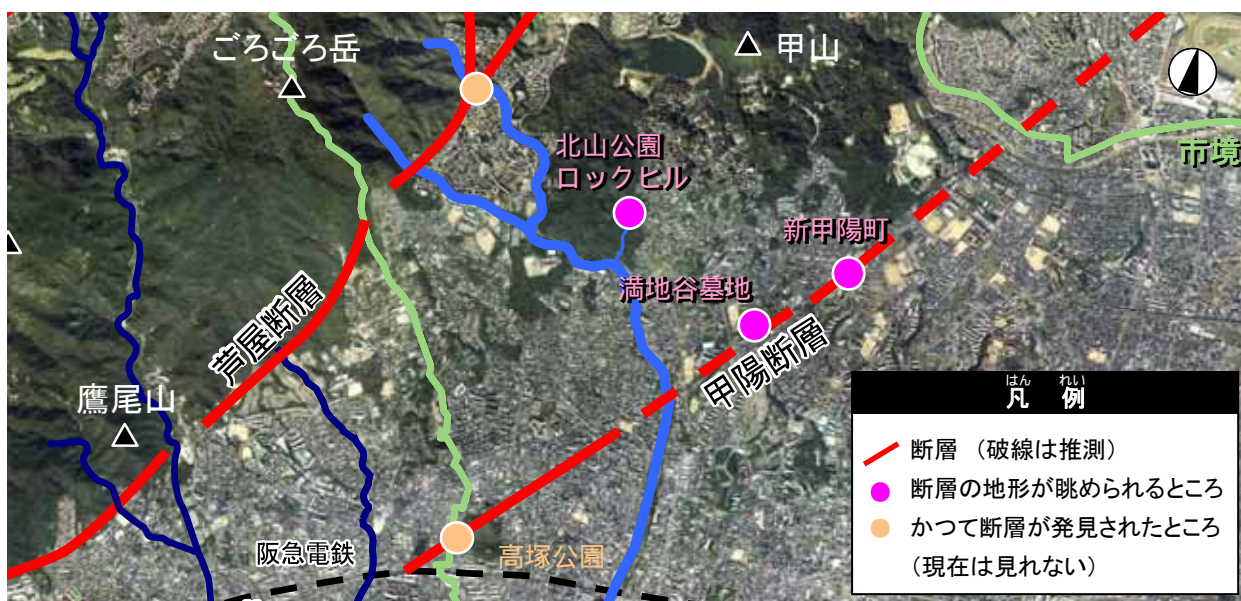 ごろごろ岳
甲山
市境
北山公園
ロックヒル
新甲陽町
満地谷墓地
芦屋断層
甲陽断層
鷹尾山
阪急電鉄
高塚公園
はん れい
凡 例
断層 （破線は推測）
断層の地形が眺められるところ
かつて断層が発見されたところ
（現在は見れない）